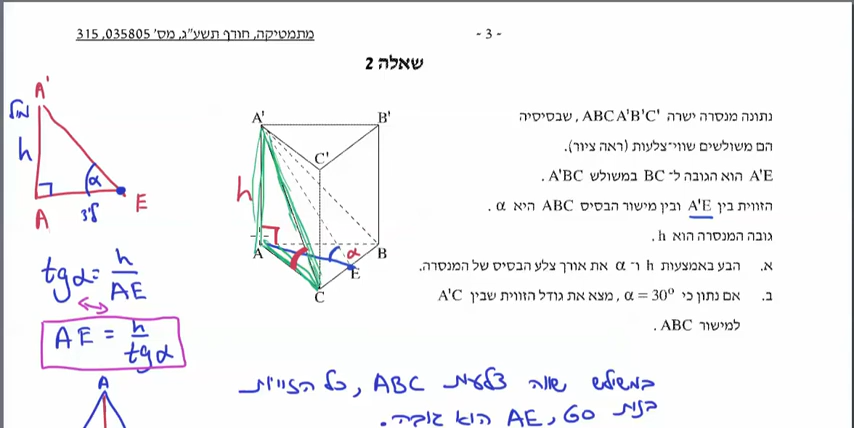 מתמטיקה, חורף תשע"ג, מס' 035805, 315
- 3 -
שאלה 2
נתונה מנסרה ישרה ABCA'B'C' , שבסיסיה
הם משולשים שווי־צלעות (ראה ציור).
A'E הוא הגובה ל־ BC במשולש A'BC .
הזווית בין A'E ובין מישור הבסיס ABC היא α .
גובה המנסרה הוא h .
א. הבע באמצעות h ו־ α את אורך צלע הבסיס של המנסרה.
ב. אם נתון כי α = 30° , מצא את גודל הזווית שבין A'C
למישור ABC .
A'
B'
C'
h
α
A
B
E
C
A'
מול
h
α
A
ליד
E
tgα = h/AE
AE = h/tgα
A
במשולש שווה צלעות ABC, כל הזוויות
בנות 60, AE הוא גובה.